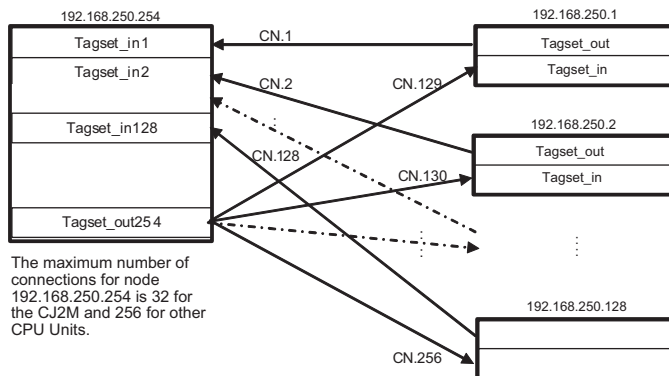 192.168.250.254
Tagset_in1
Tagset_in2
Tagset_in128
Tagset_out25 4
The maximum number of
connections for node
192.168.250.254 is 32 for
the CJ2M and 256 for other
CPU Units.
CN.1
CN.2
CN.129
CN.128
CN.130
CN.256
192.168.250.1
Tagset_out
Tagset_in
192.168.250.2
Tagset_out
Tagset_in
192.168.250.128